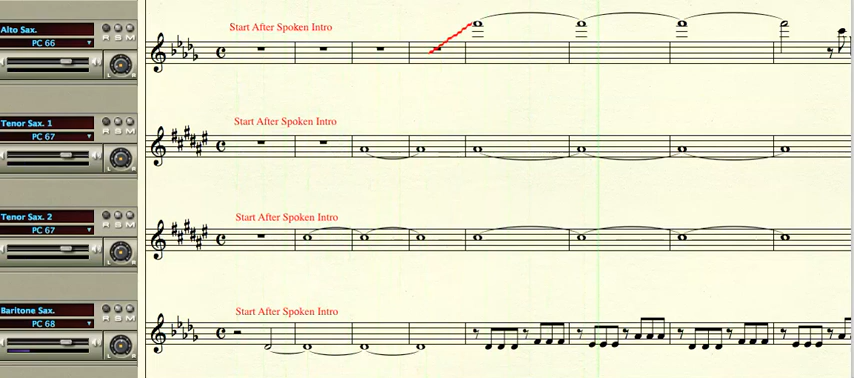 Alto Sax.
PC 66
R S M
L R
Start After Spoken Intro
Tenor Sax. 1
PC 67
R S M
L R
Start After Spoken Intro
Tenor Sax. 2
PC 67
R S M
L R
Start After Spoken Intro
Baritone Sax.
PC 68
R S M
L R
Start After Spoken Intro